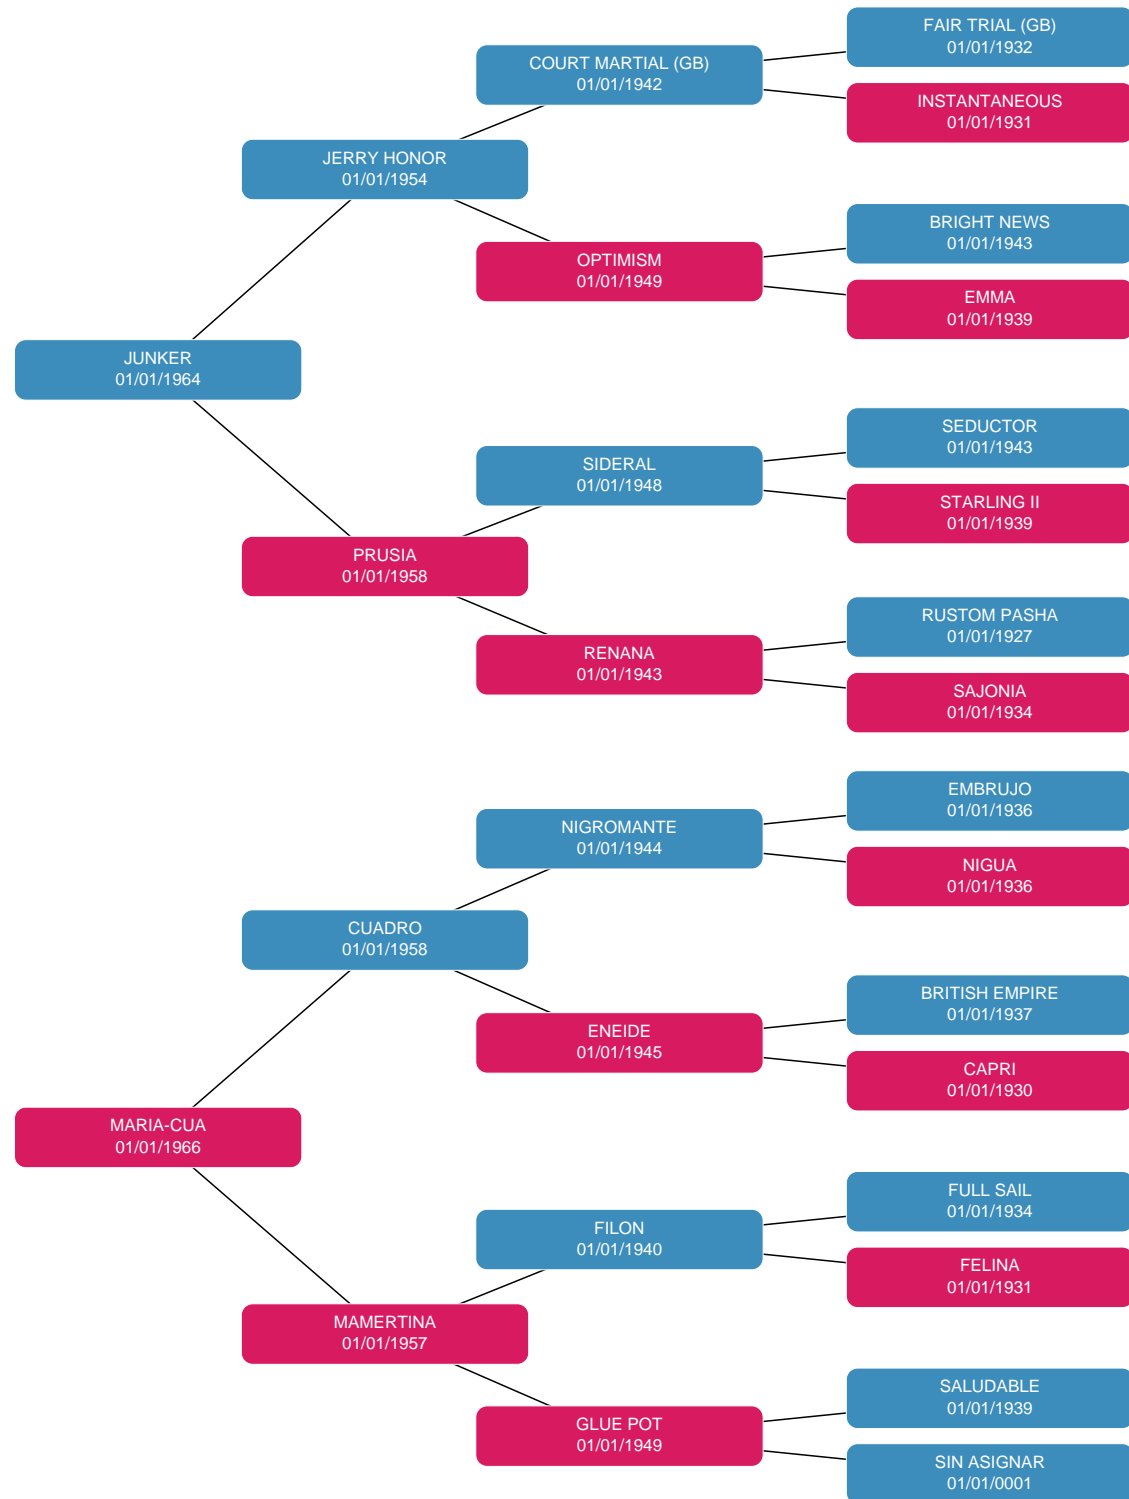 FAIR TRIAL (GB)
01/01/1932
COURT MARTIAL (GB)
01/01/1942
INSTANTANEOUS
01/01/1931
JERRY HONOR
01/01/1954
BRIGHT NEWS
01/01/1943
OPTIMISM
01/01/1949
EMMA
01/01/1939
JUNKER
01/01/1964
SEDUCTOR
01/01/1943
SIDERAL
01/01/1948
STARLING II
01/01/1939
PRUSIA
01/01/1958
RUSTOM PASHA
01/01/1927
RENANA
01/01/1943
SAJONIA
01/01/1934
EMBRUJO
01/01/1936
NIGROMANTE
01/01/1944
NIGUA
01/01/1936
CUADRO
01/01/1958
BRITISH EMPIRE
01/01/1937
ENEIDE
01/01/1945
CAPRI
01/01/1930
MARIA-CUA
01/01/1966
FULL SAIL
01/01/1934
FILON
01/01/1940
FELINA
01/01/1931
MAMERTINA
01/01/1957
SALUDABLE
01/01/1939
GLUE POT
01/01/1949
SIN ASIGNAR
01/01/0001